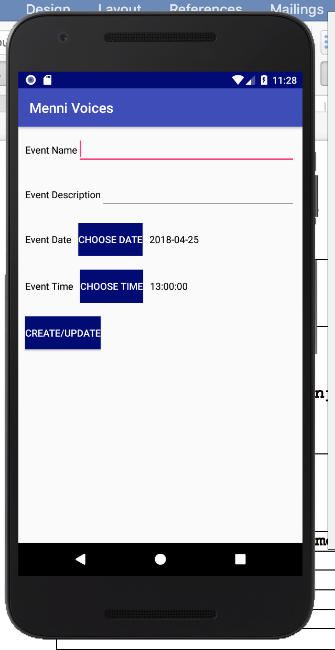 Design Layout References Mailings
11:28
Menni Voices
Event Name
Event Description
Event Date CHOOSE DATE 2018-04-25
Event Time CHOOSE TIME 13:00:00
CREATE/UPDATE